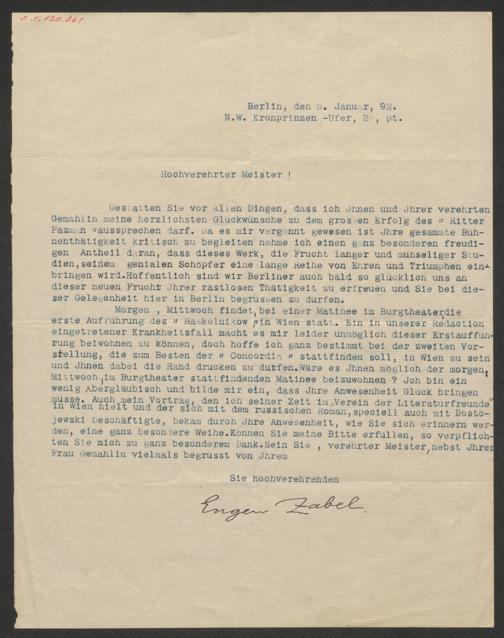 J.N.120.361
Berlin, den 5. Januar, 92.
N.W. Kronprinzen -Ufer, pt.
Hochverehrter Meister !
Gestatten Sie vor allen Dingen, dass ich Jhnen und Jhrer verehrten
Gemahlin meine herzlichsten Gluckwunsche zu dem grossen Erfolg des " Ritter
Pazman "aussprechen darf. Da es mir vergonnt gewesen ist Jhre gesammte Büh-
nenthätigkeit kritisch zu begleiten nehme ich einen ganz besonderen freudi-
gen Antheil daran, dass dieses Werk, die Frucht langer und mühseliger Stu-
dien,seinem genialen Schöpfer eine lange Reihe von Ehren und Triumphen ein-
bringen wird.Hoffentlich sind wir Berliner auch bald so glücklich uns an
dieser neuen Frucht Jhrer rastlosen Thätigkeit zu erfreuen und Sie bei die-
ser Gelegenheit hier in Berlin begrussen zu durfen.
Morgen , Mittwoch findet, bei einer Matinee im Burgtheater, die
erste Aufführung des " Raskolnikow " in Wien statt. Ein in unserer Redaction
eingetretener Krankheitsfall macht es mir leider unmöglich dieser Erstauffüh-
rung beiwohnen zu können, doch hoffe ich ganz bestimmt bei der zweiten Vor-
stellung, die zum Besten der " Concordia " stattfinden soll, in Wien zu sein
und Jhnen dabei die Hand drucken zu durfen.Wäre es Jhnen möglich der morgen,
Mittwoch, im Burgtheater stattfindenden Matinee beizuwohnen ? Jch bin ein
wenig Abergläubisch und bilde mir ein, dass Jhre Anwesenheit Gluck bringen
müsse. Auch mein Vortrag, den ich seiner Zeit im "Verein der Literaturfreunde"
in Wien hielt und der sich mit dem russischen Roman, speciell auch mit Dosto-
jewski beschäftigte, bekam durch Jhre Anwesenheit, wie Sie sich erinnern wer-
den, eine ganz besondere Weihe.Können Sie meine Bitte erfullen, so verpflich-
ten Sie mich zu ganz besonderem Dank.Sein Sie , verehrter Meister, nebst Jhrer
Frau Gemahlin vielmals begrusst von Jhrem
Sie hochverehrenden
Eugen Zabel.